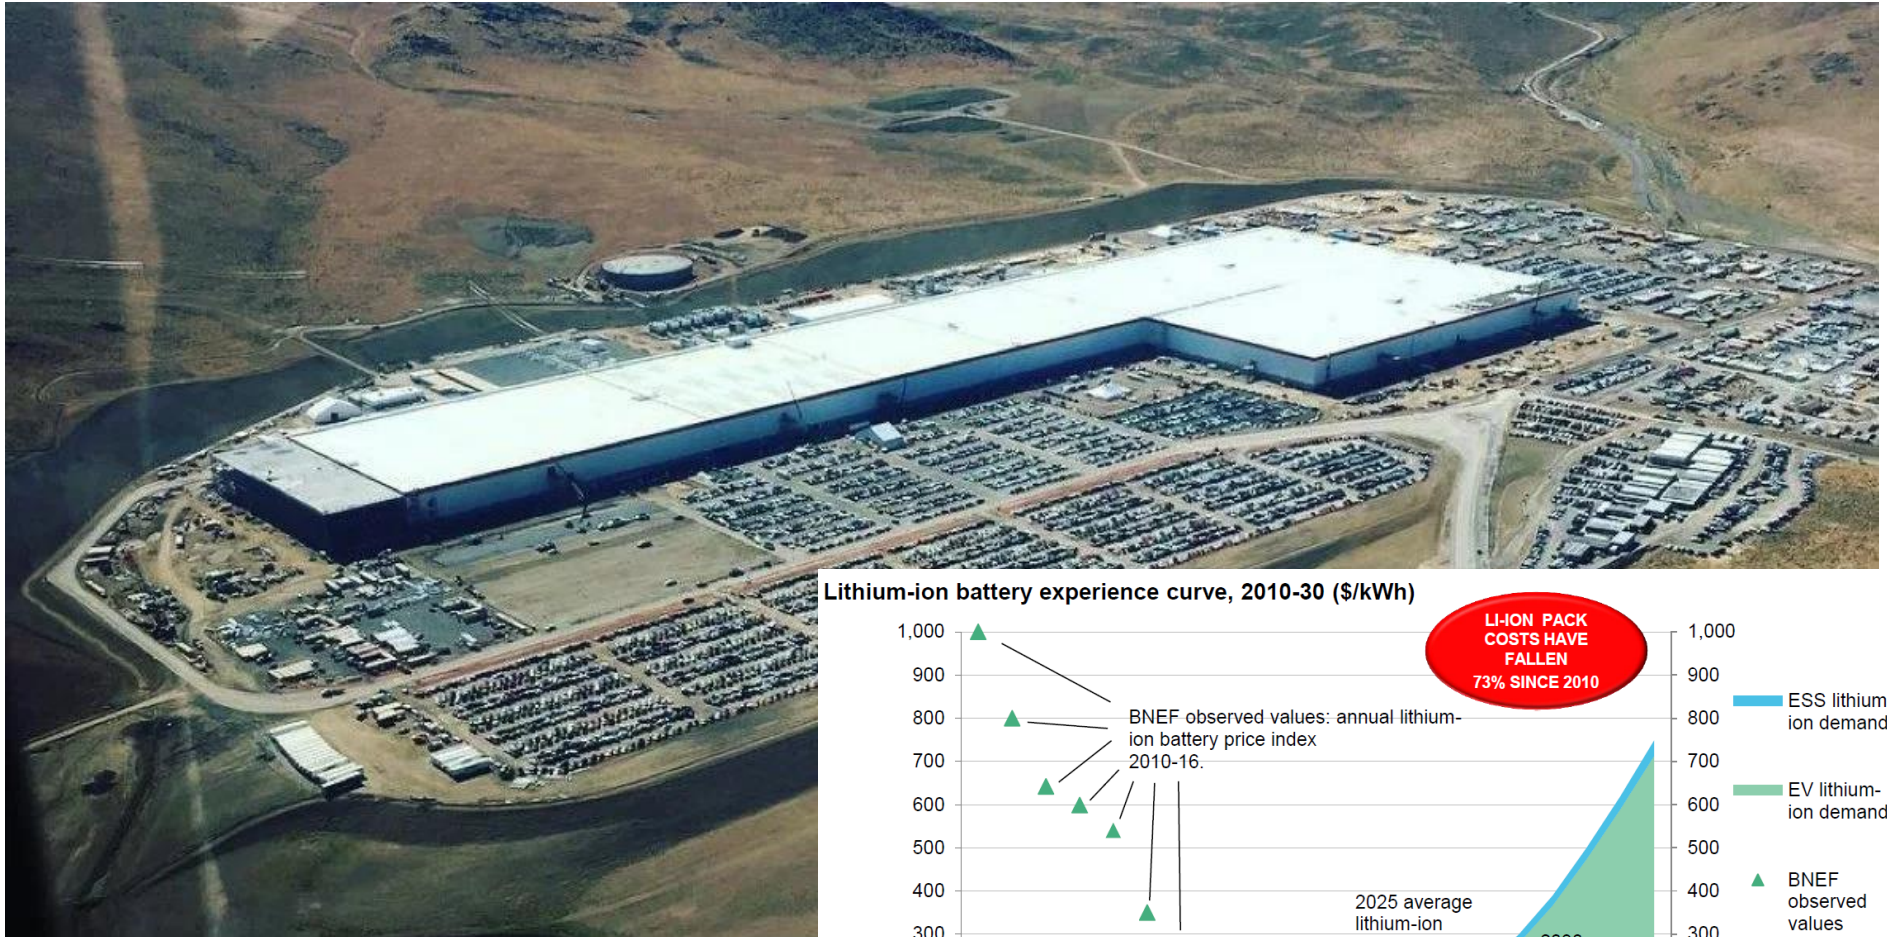 Lithium-ion battery experience curve, 2010-30 ($/kWh)
LI-ION PACK
COSTS HAVE
FALLEN
73% SINCE 2010
1,000
900
800
700
600
500
400
300
BNEF observed values: annual lithium-
ion battery price index
2010-16.
2025 average
lithium-ion
1,000
900
800
700
600
500
400
300
ESS lithium
ion demand
EV lithium-
ion demand
BNEF
observed
values